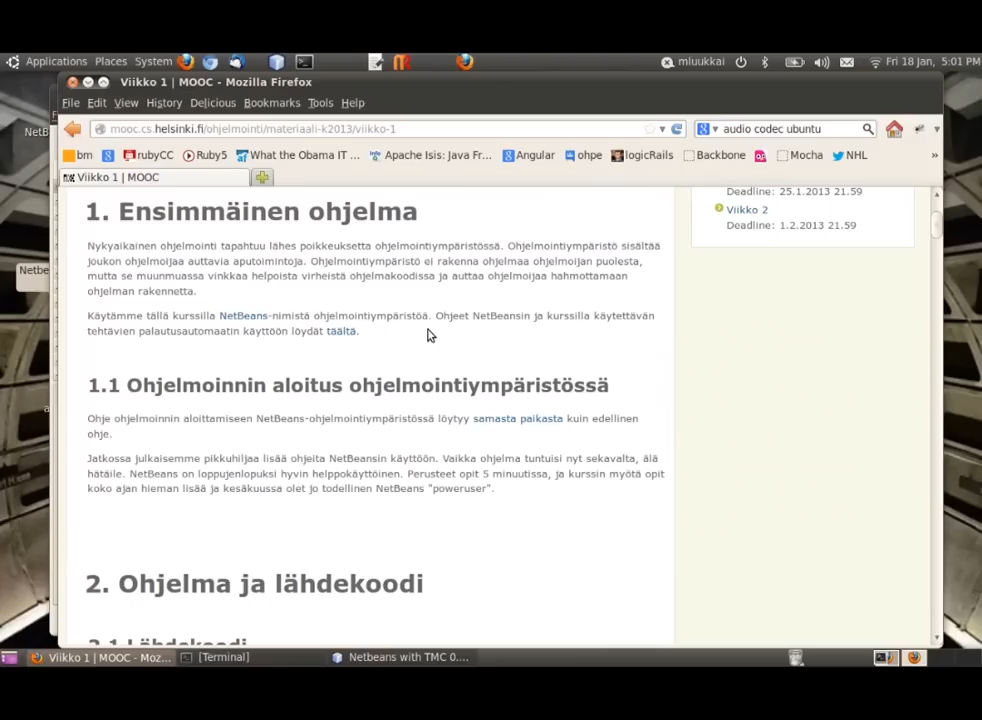 Applications Places System mluukkai Fri 18 Jan, 5:01 PM
Viikko 1 | MOOC - Mozilla Firefox
File Edit View History Delicious Bookmarks Tools Help
mooc.cs.helsinki.fi/ohjelmointi/materiaali-k2013/viikko-1 audio codec ubuntu
bm rubyCC Ruby5 What the Obama IT ... Apache Isis: Java Fr... Angular ohpe logicRails Backbone Mocha NHL »
Viikko 1 | MOOC
Deadline: 25.1.2013 21.59
Viikko 2
Deadline: 1.2.2013 21.59
1. Ensimmäinen ohjelma
Nykyaikainen ohjelmointi tapahtuu lähes poikkeuksetta ohjelmointiympäristössä. Ohjelmointiympäristö sisältää
joukon ohjelmoijaa auttavia aputoimintoja. Ohjelmointiympäristö ei rakenna ohjelmaa ohjelmoijan puolesta,
mutta se muunmuassa vinkkaa helpoista virheistä ohjelmakoodissa ja auttaa ohjelmoijaa hahmottamaan
ohjelman rakennetta.
Käytämme tällä kurssilla NetBeans-nimistä ohjelmointiympäristöä. Ohjeet NetBeansin ja kurssilla käytettävän
tehtävien palautusautomaatin käyttöön löydät täältä.
1.1 Ohjelmoinnin aloitus ohjelmointiympäristössä
Ohje ohjelmoinnin aloittamiseen NetBeans-ohjelmointiympäristössä löytyy samasta paikasta kuin edellinen
ohje.
Jatkossa julkaisemme pikkuhiljaa lisää ohjeita NetBeansin käyttöön. Vaikka ohjelma tuntuisi nyt sekavalta, älä
hätäile. NetBeans on loppujenlopuksi hyvin helppokäyttöinen. Perusteet opit 5 minuutissa, ja kurssin myötä opit
koko ajan hieman lisää ja kesäkuussa olet jo todellinen NetBeans "poweruser".
2. Ohjelma ja lähdekoodi
2.1 Lähdekoodi
NetB
Netbe
Viikko 1 | MOOC - Moz... [Terminal] Netbeans with TMC 0....